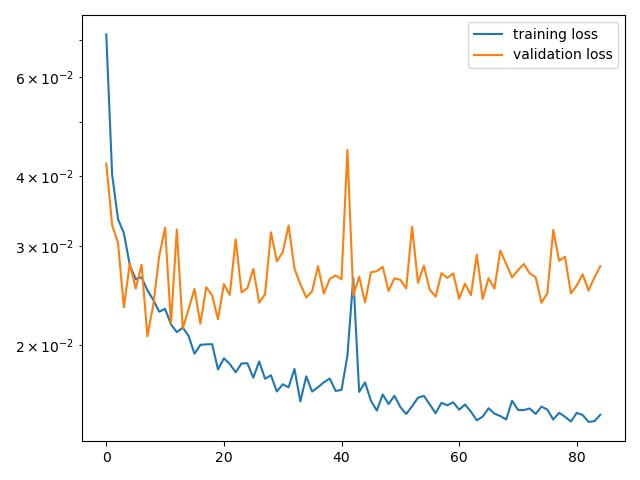 training loss
validation loss
6 × 10⁻²
4 × 10⁻²
3 × 10⁻²
2 × 10⁻²
0 20 40 60 80